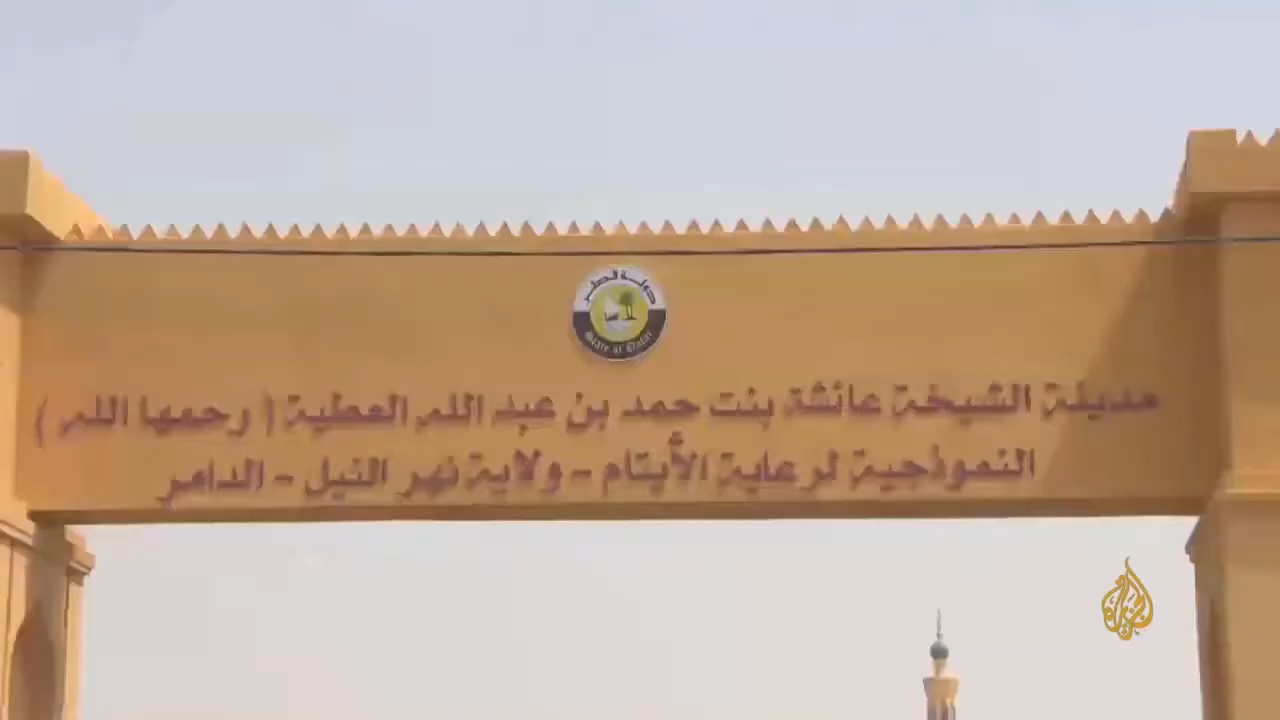 دولة قطر
State of Qatar
مدينة الشيخة عائشة بنت حمد بن عبد الله العطية ( رحمها الله )
النموذجية لرعاية الأيتام - ولاية نهر النيل - الدامر
الجزيرة